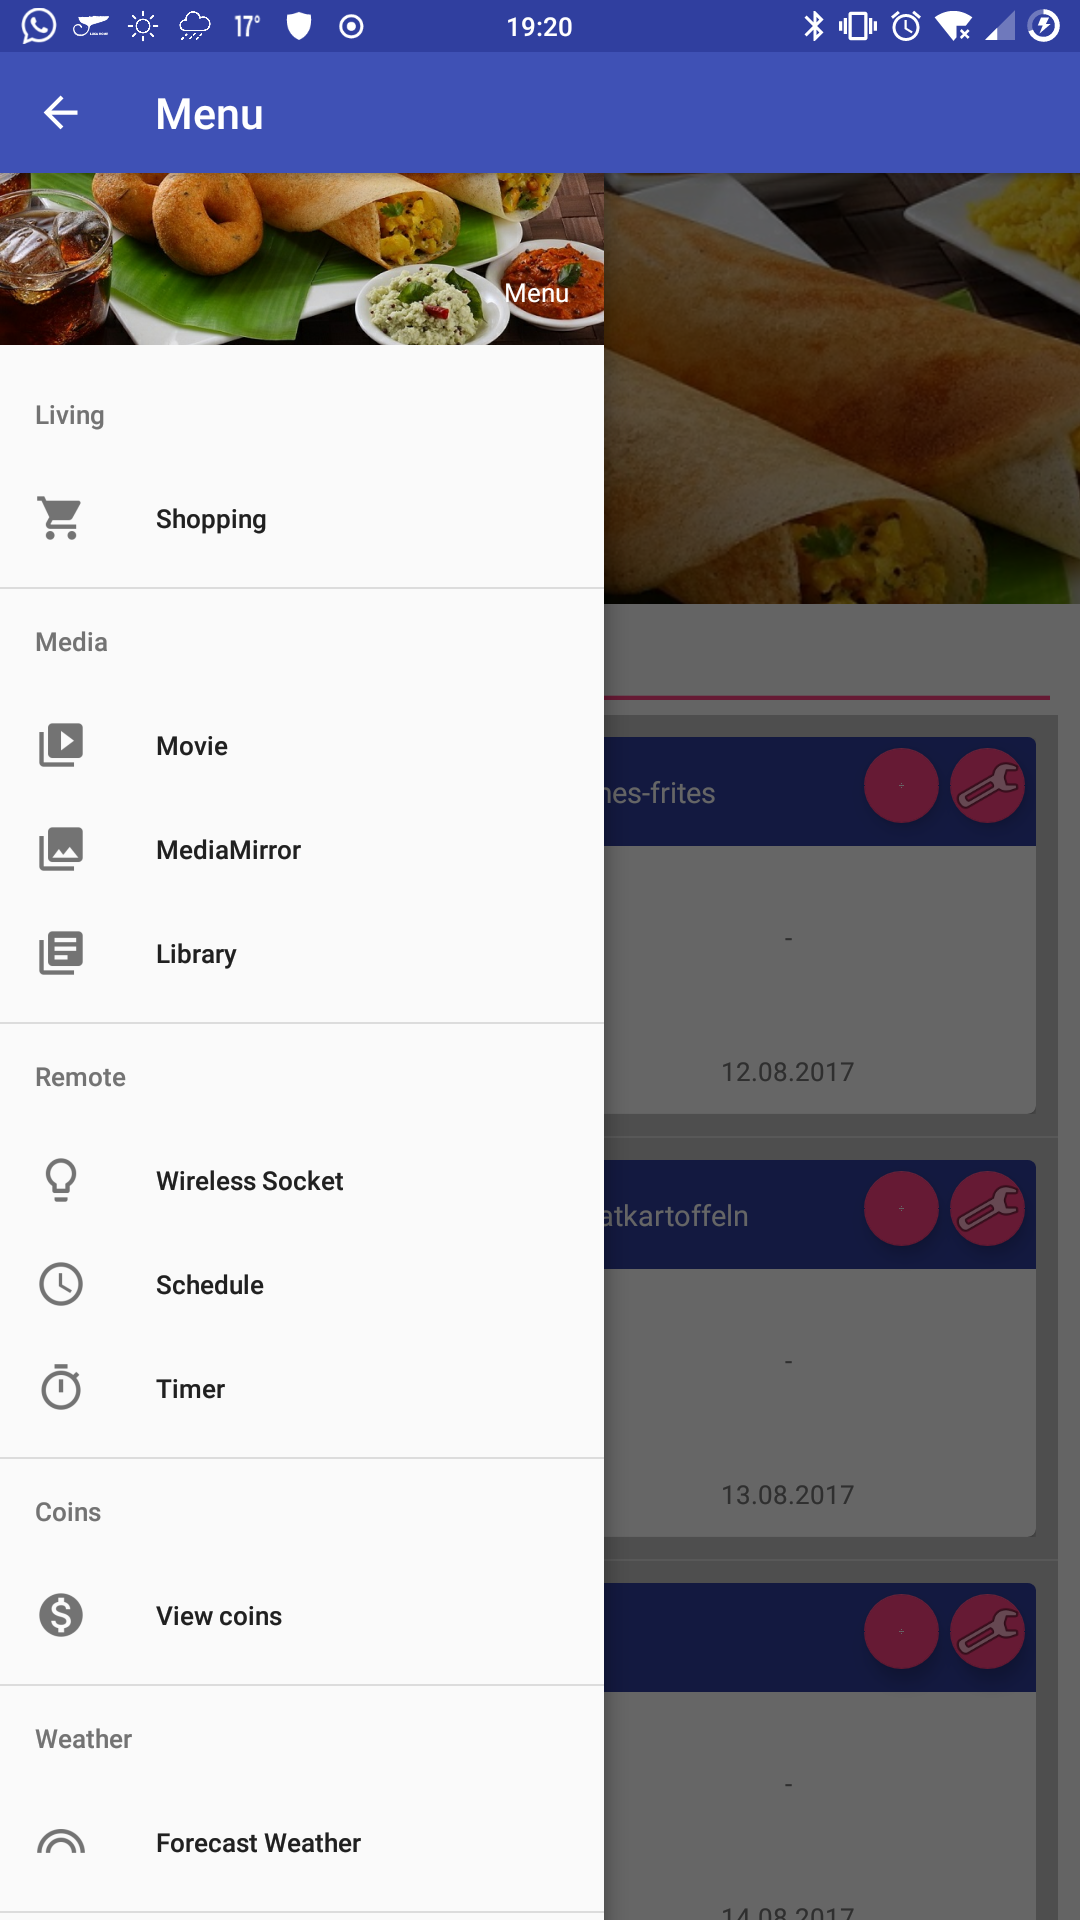 17° 19:20
Menu
Menu
Living
Shopping
Media
Movie
MediaMirror
Library
Remote
Wireless Socket
Schedule
Timer
Coins
View coins
Weather
Forecast Weather
es-frites
-
12.08.2017
atkartoffeln
-
13.08.2017
-
14.08.2017